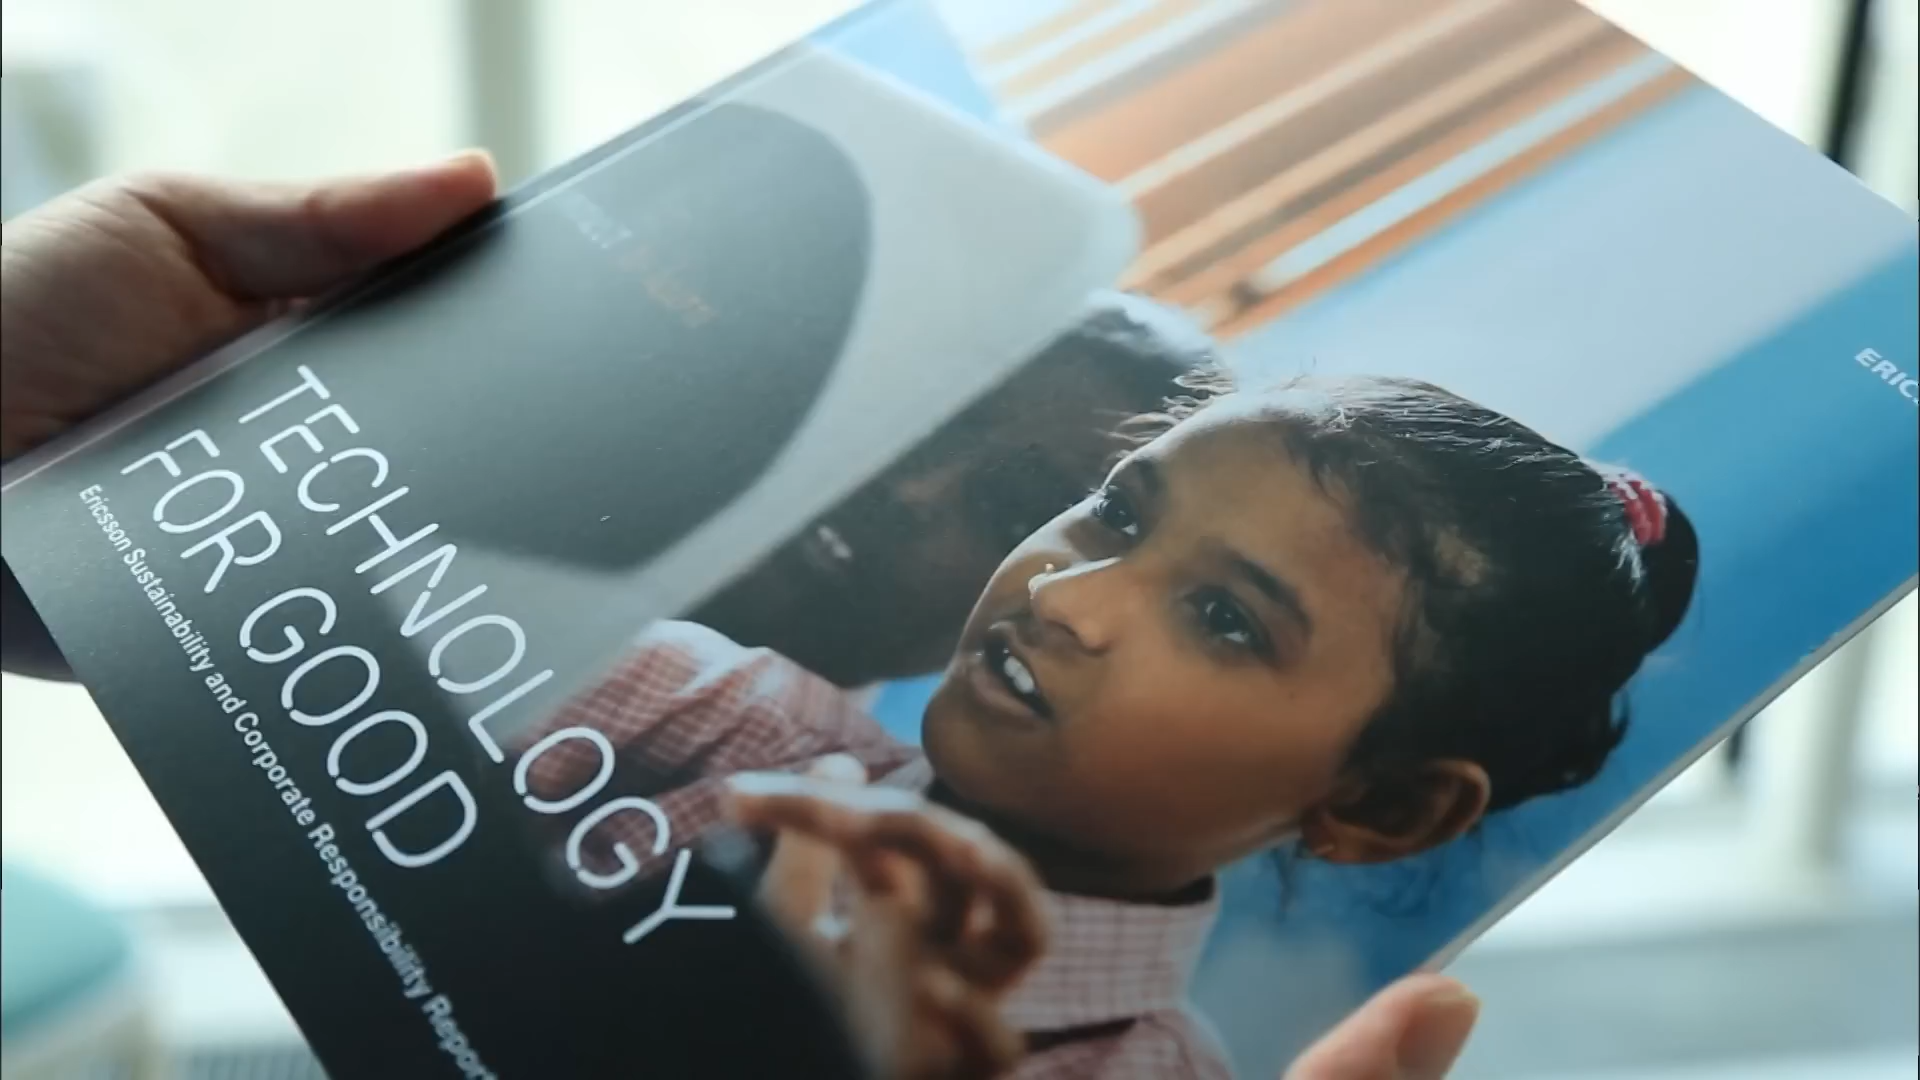 TECHNOLOGY
FOR GOOD
Ericsson Sustainability and Corporate Responsibility Report
ERIC